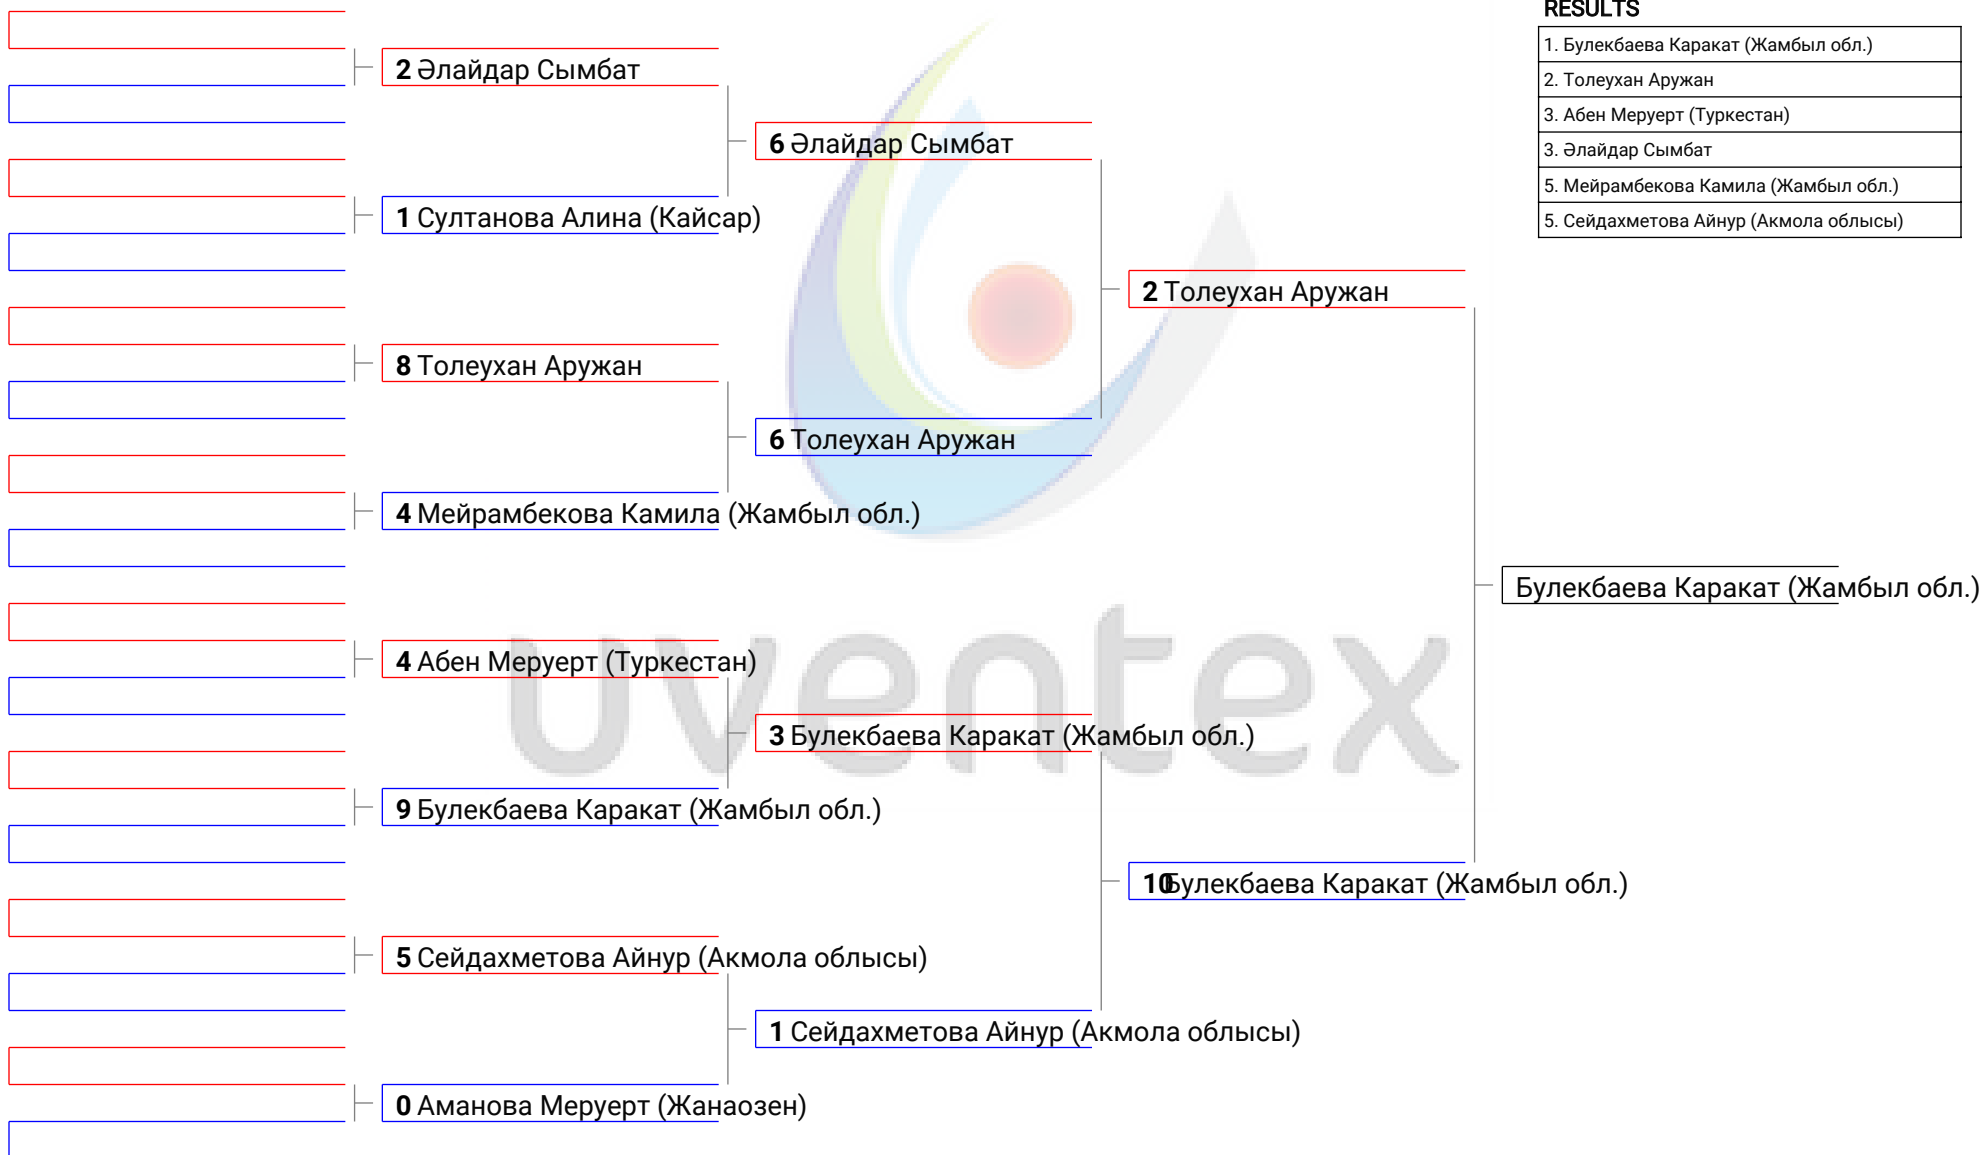 RESULTS
1. Булекбаева Каракат (Жамбыл обл.)
2. Толеухан Аружан
3. Абен Меруерт (Туркестан)
3. Әлайдар Сымбат
5. Мейрамбекова Камила (Жамбыл обл.)
5. Сейдахметова Айнур (Акмола облысы)
2 Әлайдар Сымбат
6 Әлайдар Сымбат
1 Султанова Алина (Кайсар)
2 Толеухан Аружан
8 Толеухан Аружан
6 Толеухан Аружан
4 Мейрамбекова Камила (Жамбыл обл.)
Булекбаева Каракат (Жамбыл обл.)
uventex
4 Абен Меруерт (Туркестан)
3 Булекбаева Каракат (Жамбыл обл.)
9 Булекбаева Каракат (Жамбыл обл.)
10 Булекбаева Каракат (Жамбыл обл.)
5 Сейдахметова Айнур (Акмола облысы)
1 Сейдахметова Айнур (Акмола облысы)
0 Аманова Меруерт (Жанаозен)